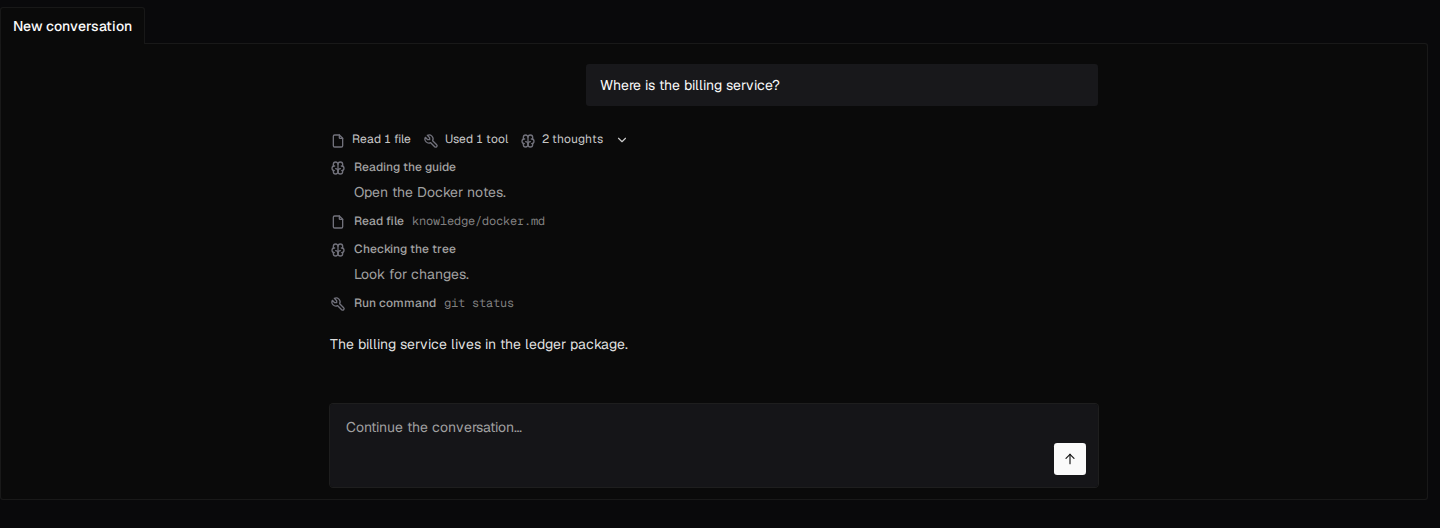 New conversation
Where is the billing service?
Read 1 file Used 1 tool 2 thoughts
Reading the guide
Open the Docker notes.
Read file knowledge/docker.md
Checking the tree
Look for changes.
Run command git status
The billing service lives in the ledger package.
Continue the conversation…